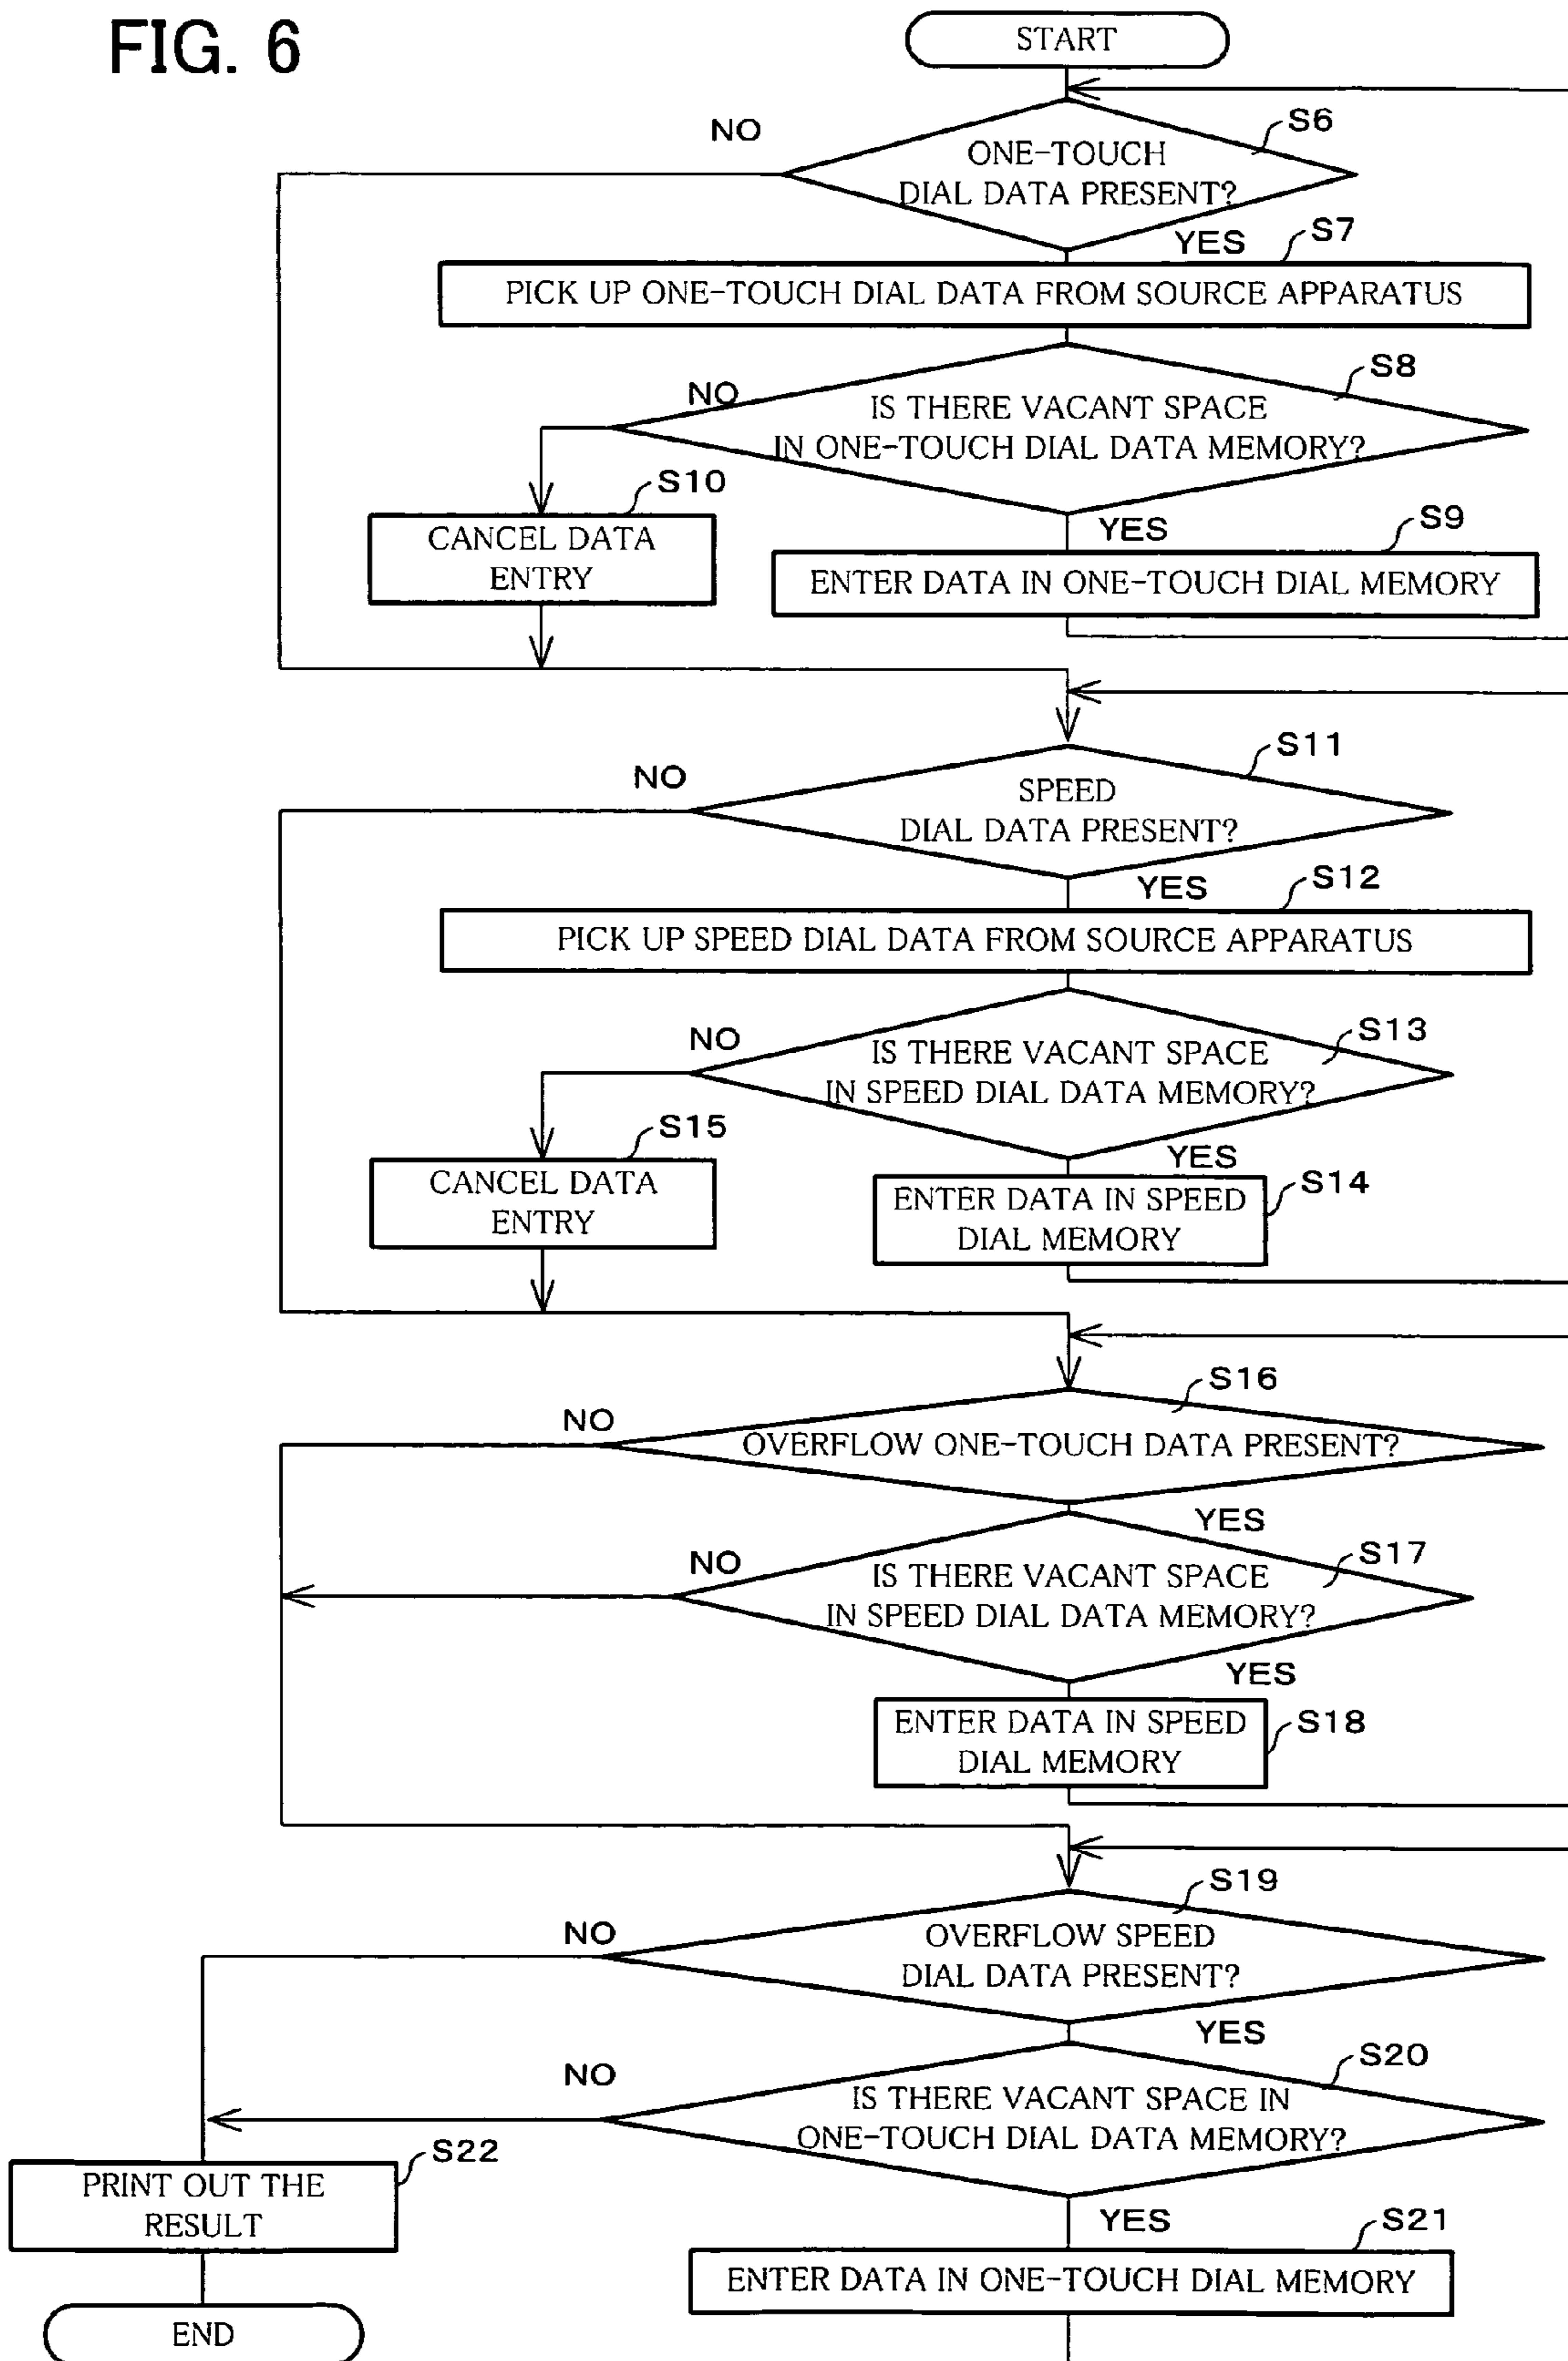 FIG. 6
START
S6
NO
ONE-TOUCH
DIAL DATA PRESENT?
YES
S7
PICK UP ONE-TOUCH DIAL DATA FROM SOURCE APPARATUS
S8
NO
IS THERE VACANT SPACE
IN ONE-TOUCH DIAL DATA MEMORY?
S10
YES
S9
CANCEL DATA
ENTRY
ENTER DATA IN ONE-TOUCH DIAL MEMORY
S11
NO
SPEED
DIAL DATA PRESENT?
YES
S12
PICK UP SPEED DIAL DATA FROM SOURCE APPARATUS
S13
NO
IS THERE VACANT SPACE
IN SPEED DIAL DATA MEMORY?
S15
YES
S14
CANCEL DATA
ENTRY
ENTER DATA IN SPEED
DIAL MEMORY
S16
NO
OVERFLOW ONE-TOUCH DATA PRESENT?
YES
S17
NO
IS THERE VACANT SPACE
IN SPEED DIAL DATA MEMORY?
YES
ENTER DATA IN SPEED
DIAL MEMORY
S18
S19
NO
OVERFLOW SPEED
DIAL DATA PRESENT?
YES
S20
NO
IS THERE VACANT SPACE IN
ONE-TOUCH DIAL DATA MEMORY?
S22
PRINT OUT THE
RESULT
YES
S21
ENTER DATA IN ONE-TOUCH DIAL MEMORY
END